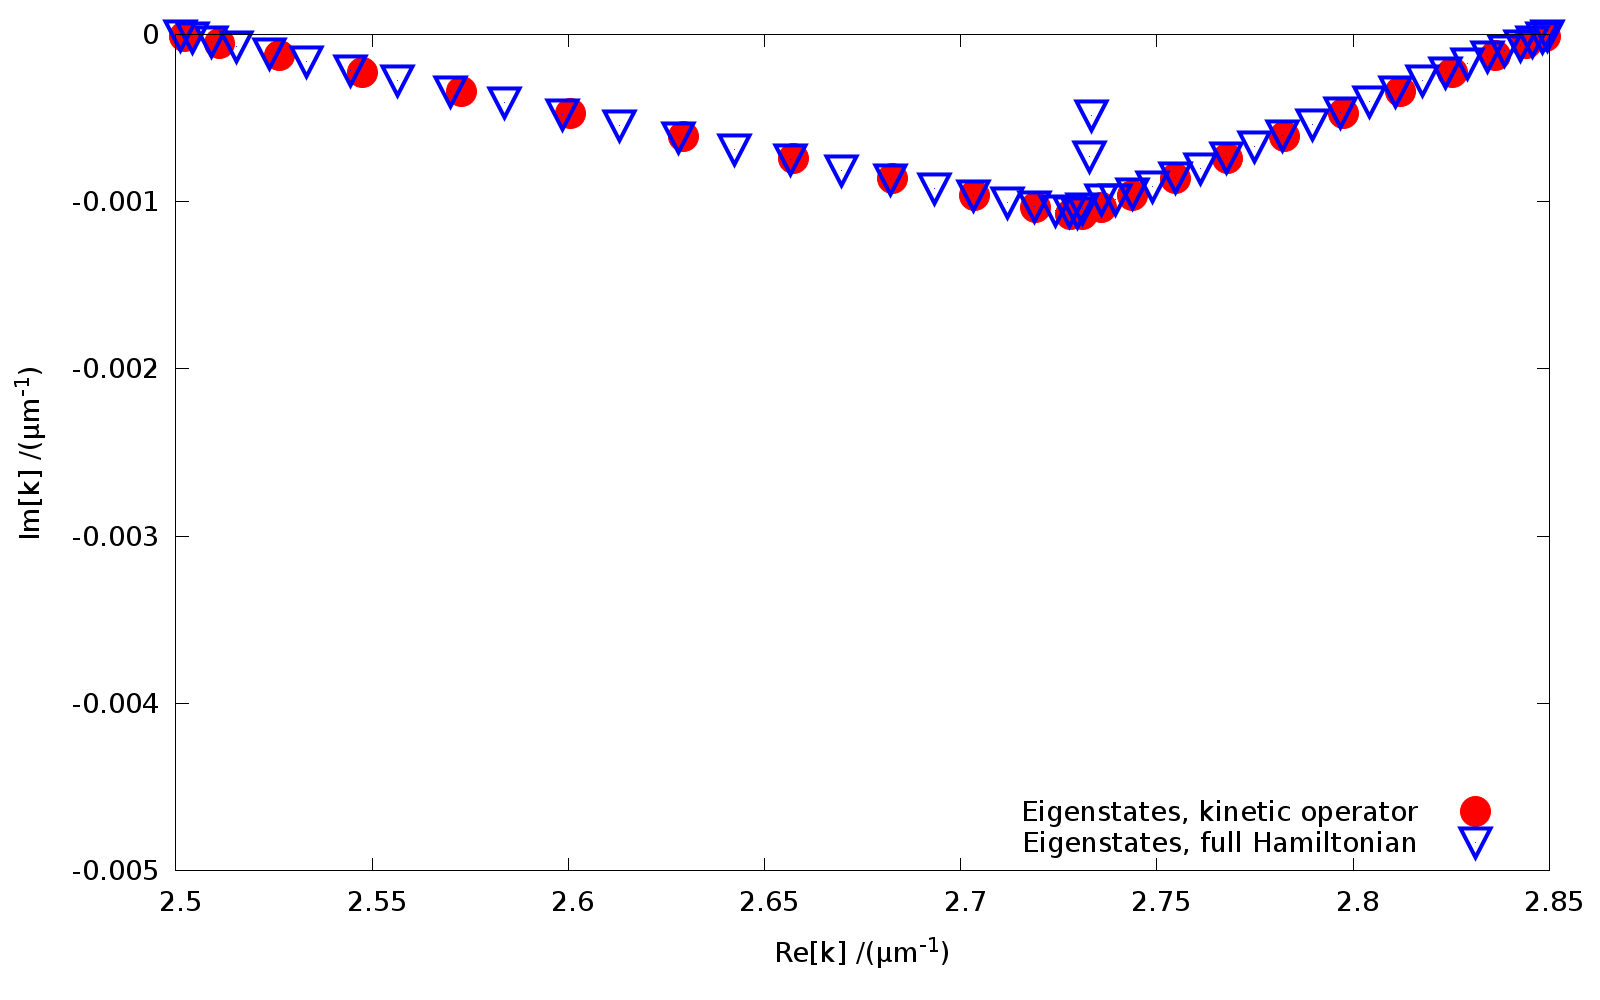 0
-0.001
-0.002
-0.003
-0.004
-0.005
2.5 2.55 2.6 2.65 2.7 2.75 2.8 2.85
Im[k] /(μm⁻¹)
Re[k] /(μm⁻¹)
Eigenstates, kinetic operator
Eigenstates, full Hamiltonian